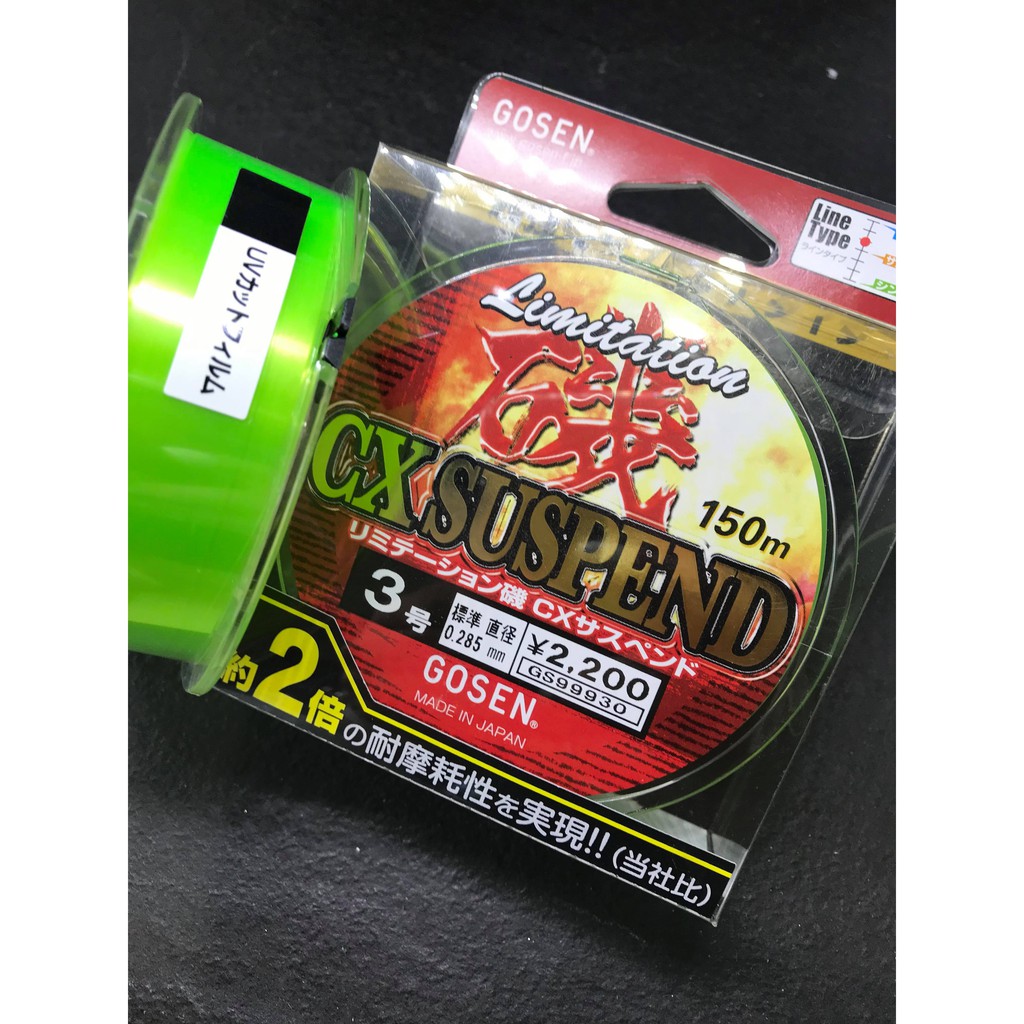 GOSEN®
Line
Type
ラインタイプ
Limitation
磯
CX SUSPEND
150m
リミテーション磯 CXサスペンド
3号
標準 直径
0.285 mm
¥2,200
GS99930
GOSEN®
MADE IN JAPAN
約2倍の耐摩耗性を実現!!(当社比)
UVカットフィルム